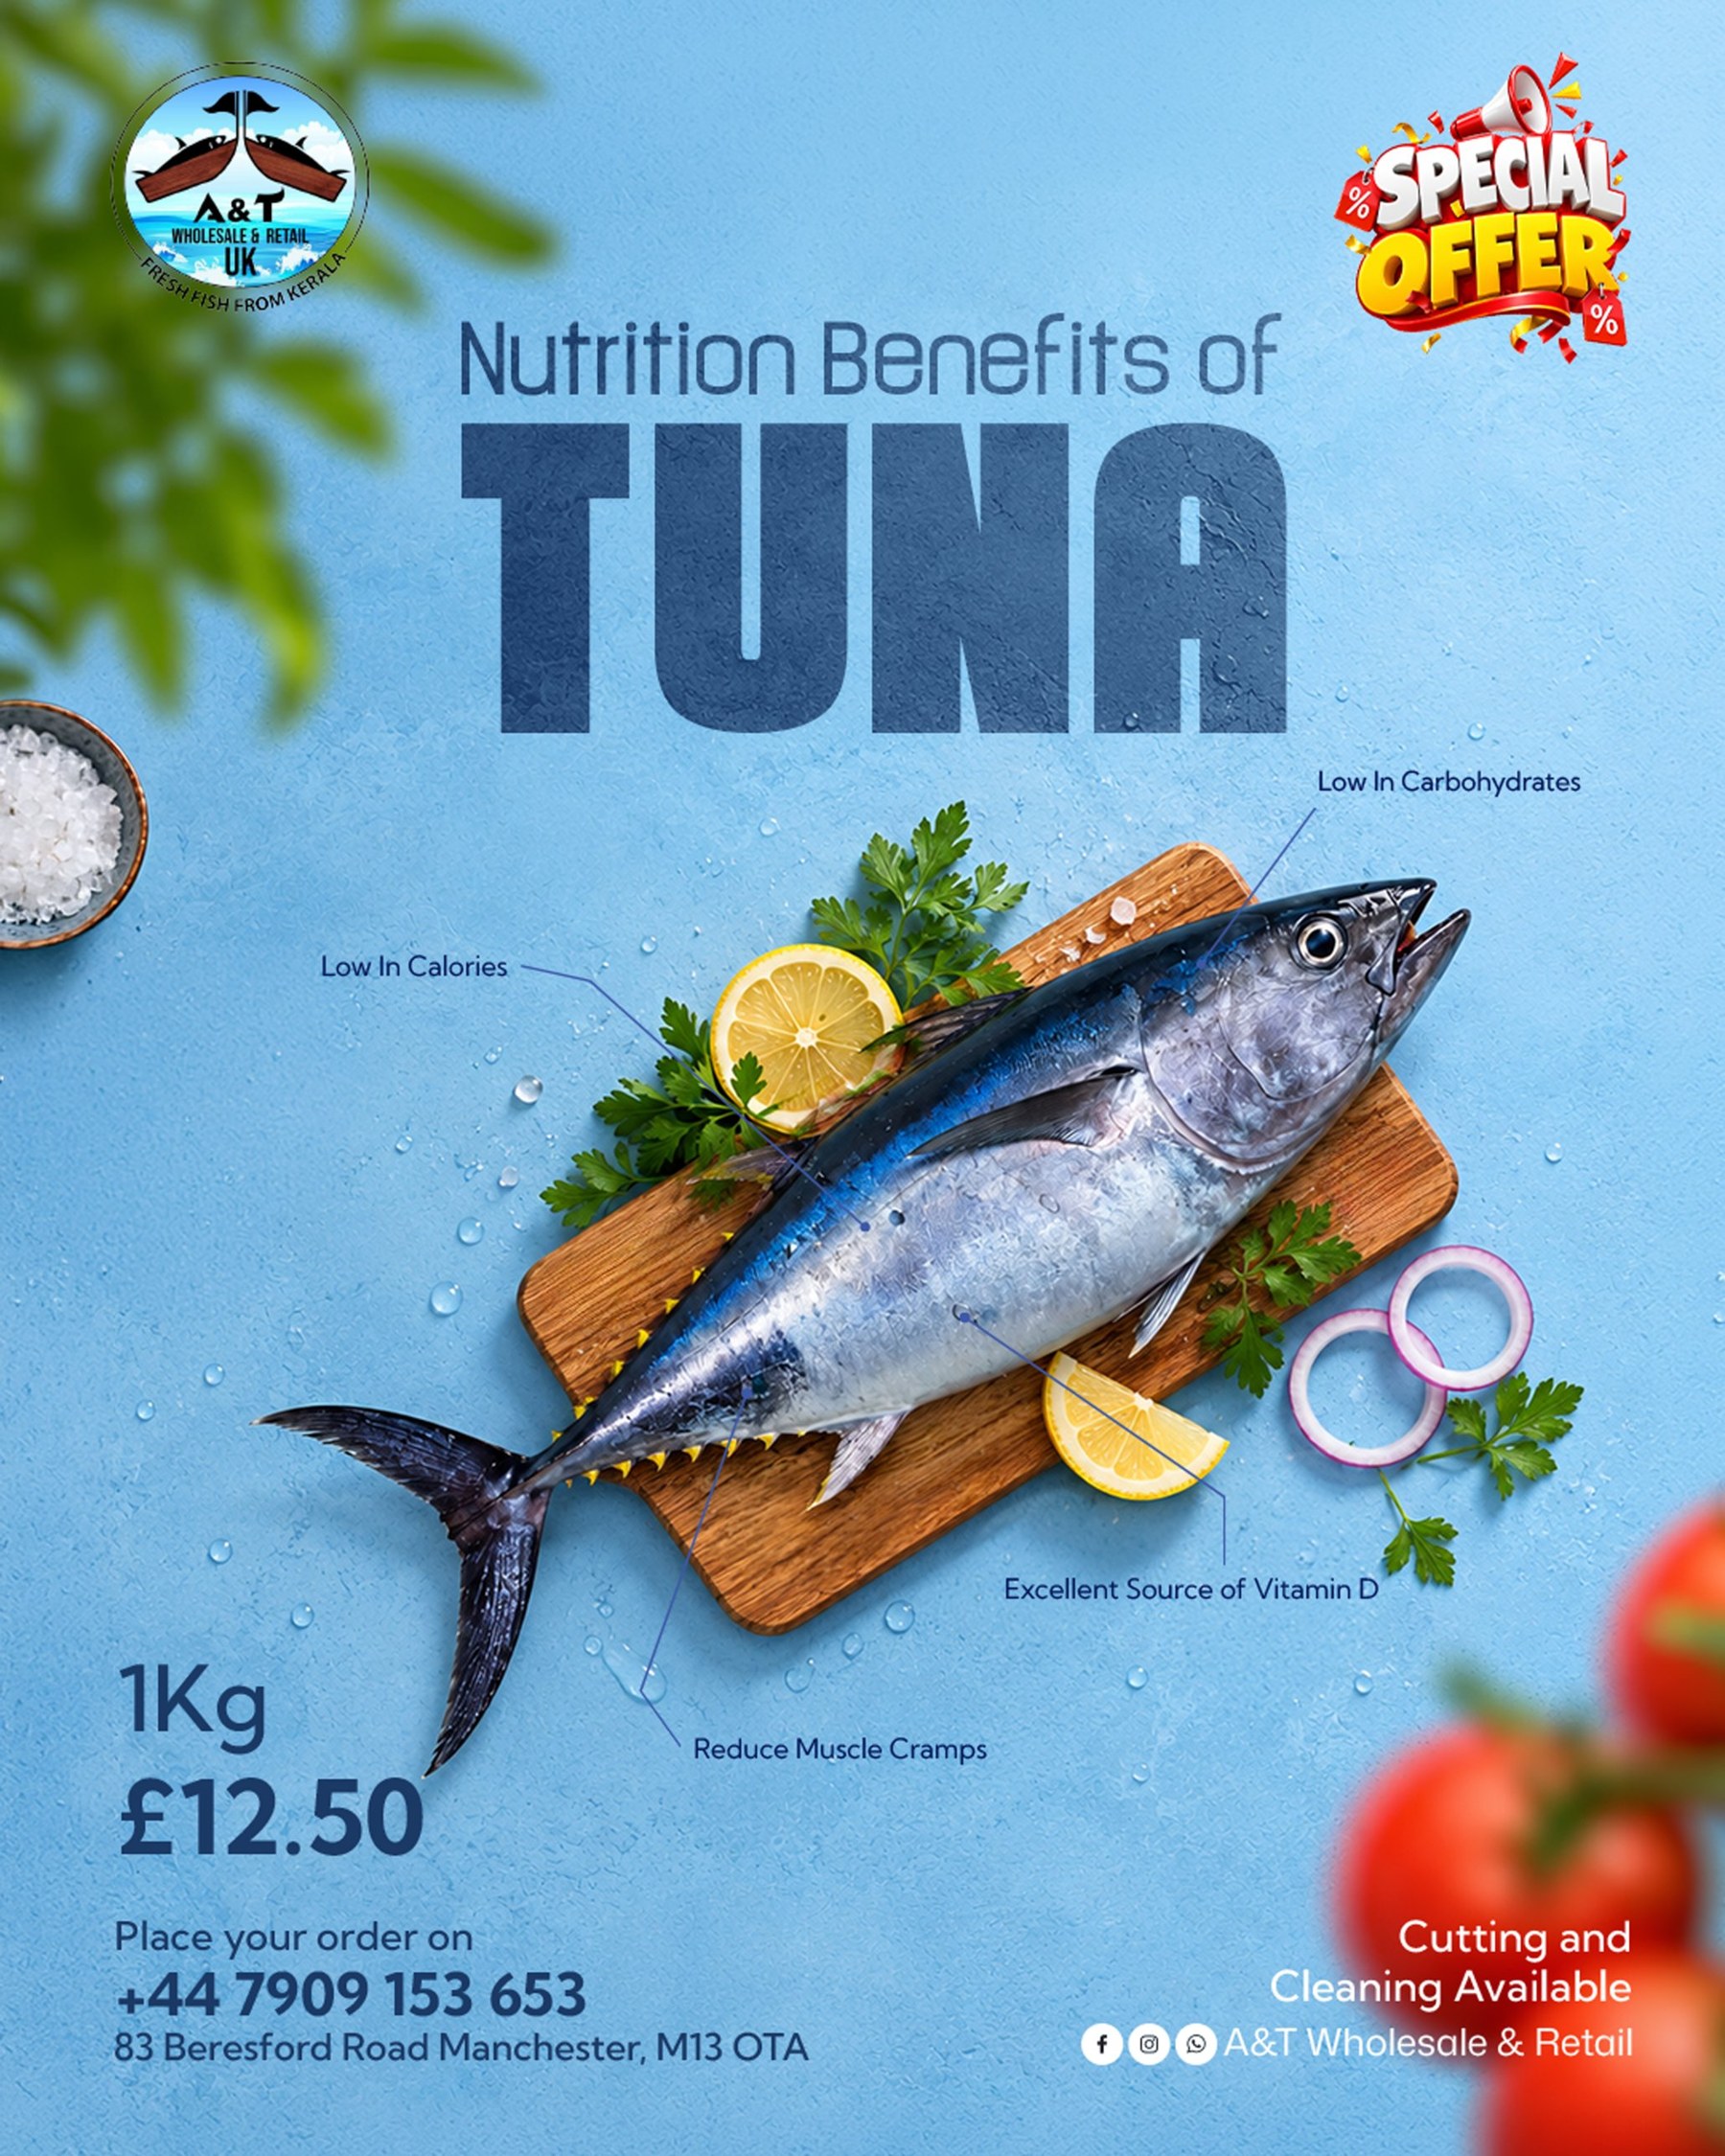 A&T
WHOLESALE & RETAIL
UK
FRESH FISH FROM KERALA
%
SPECIAL
OFFER
%
Nutrition Benefits of
TUNA
Low In Carbohydrates
Low In Calories
Excellent Source of Vitamin D
Reduce Muscle Cramps
1Kg
£12.50
Place your order on
+44 7909 153 653
83 Beresford Road Manchester, M13 OTA
Cutting and
Cleaning Available
A&T Wholesale & Retail